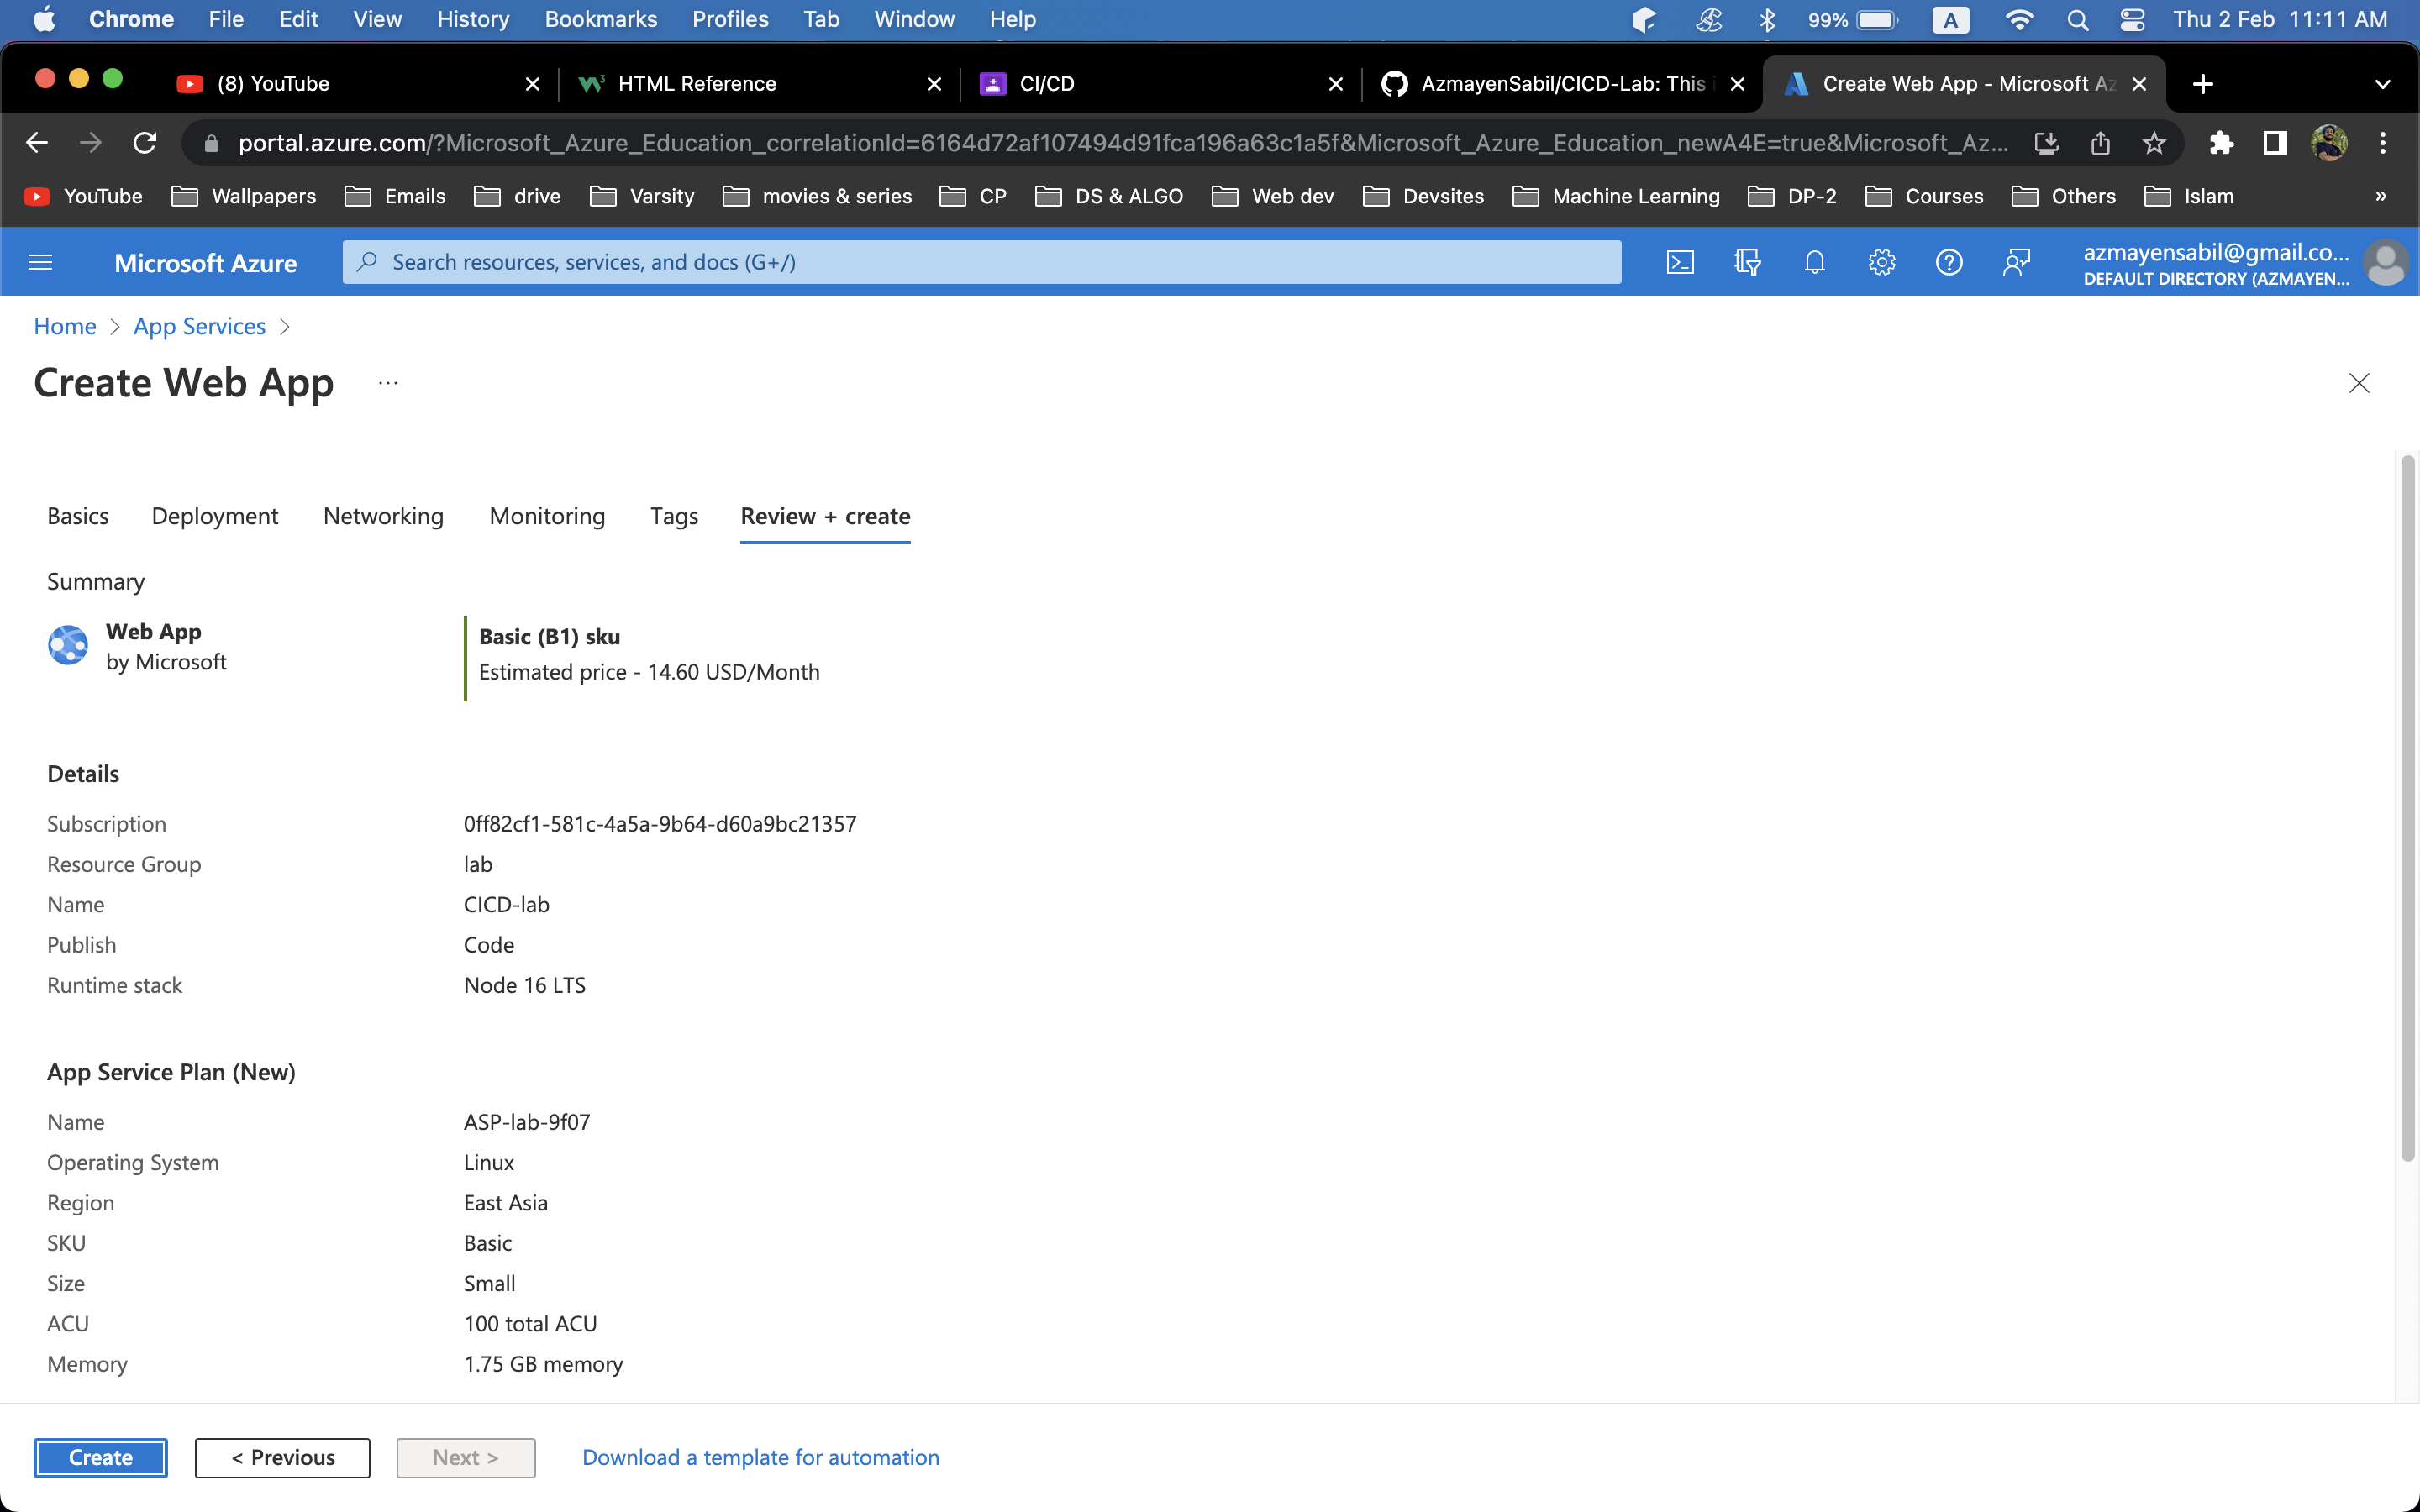 Chrome File Edit View History Bookmarks Profiles Tab Window Help 99% A Thu 2 Feb 11:11 AM
(8) YouTube HTML Reference CI/CD AzmayenSabil/CICD-Lab: This i Create Web App - Microsoft Az
portal.azure.com/?Microsoft_Azure_Education_correlationId=6164d72af107494d91fca196a63c1a5f&Microsoft_Azure_Education_newA4E=true&Microsoft_Az...
YouTube Wallpapers Emails drive Varsity movies & series CP DS & ALGO Web dev Devsites Machine Learning DP-2 Courses Others Islam »
Microsoft Azure Search resources, services, and docs (G+/) azmayensabil@gmail.co...
DEFAULT DIRECTORY (AZMAYEN...
Home > App Services >
Create Web App ...
Basics Deployment Networking Monitoring Tags Review + create
Summary
Web App
by Microsoft
Basic (B1) sku
Estimated price - 14.60 USD/Month
Details
Subscription 0ff82cf1-581c-4a5a-9b64-d60a9bc21357
Resource Group lab
Name CICD-lab
Publish Code
Runtime stack Node 16 LTS
App Service Plan (New)
Name ASP-lab-9f07
Operating System Linux
Region East Asia
SKU Basic
Size Small
ACU 100 total ACU
Memory 1.75 GB memory
Create < Previous Next > Download a template for automation